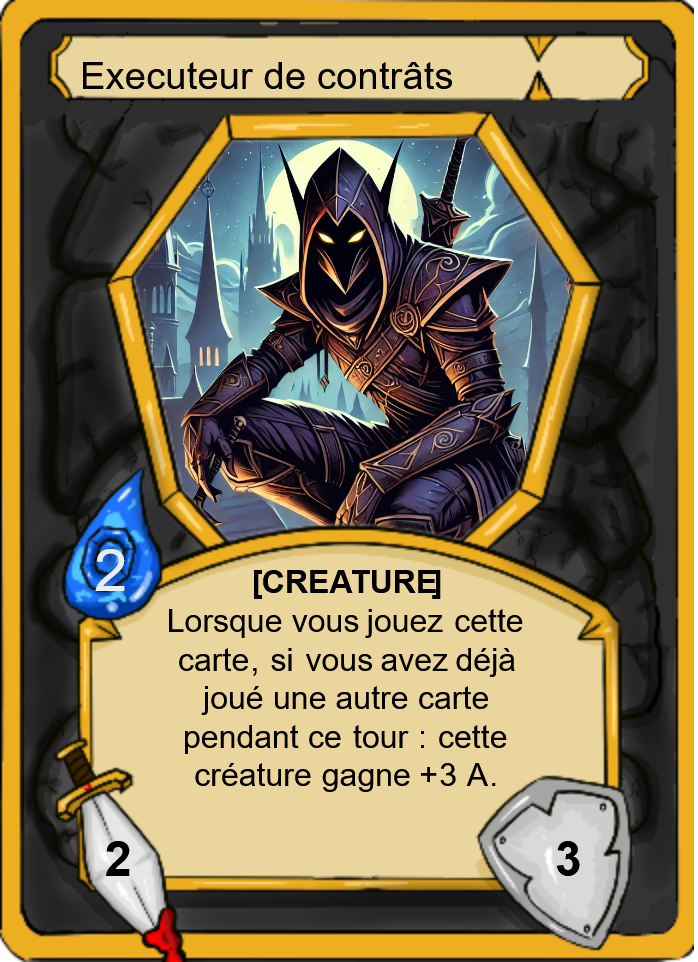 Executeur de contrâts
2
[CREATURE]
Lorsque vous jouez cette
carte, si vous avez déjà
joué une autre carte
pendant ce tour : cette
créature gagne +3 A.
2
3